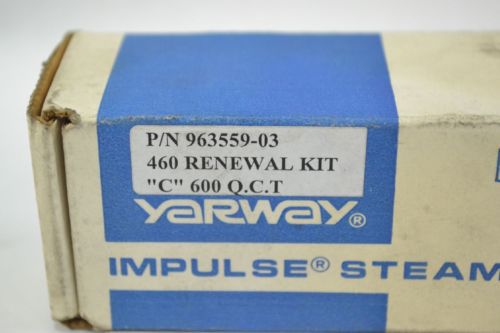 P/N 963559-03
460 RENEWAL KIT
"C" 600 Q.C.T
YARWAY®
IMPULSE® STEAM